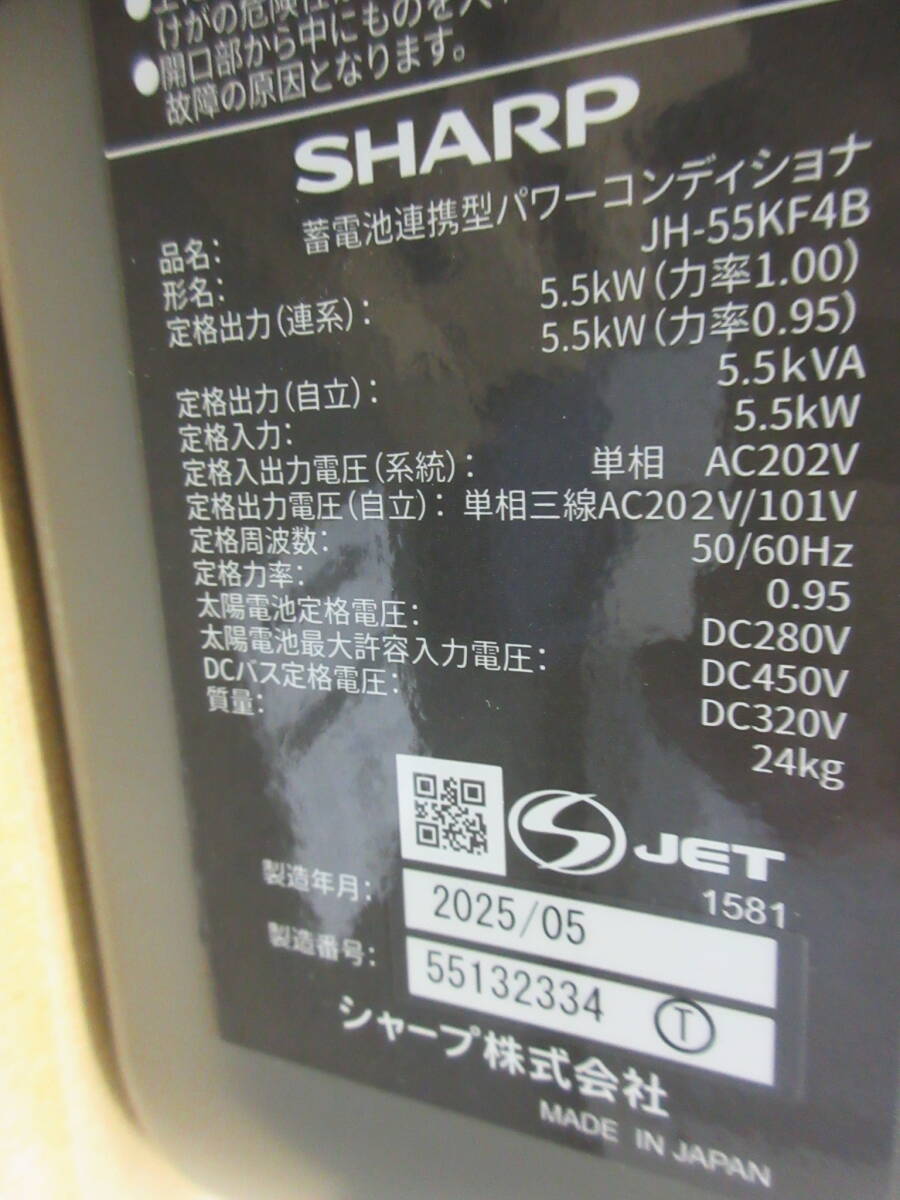 けがの危険性
●開口部から中にものを入
故障の原因となります。
SHARP
品名： 蓄電池連携型パワーコンディショナ
形名： JH-55KF4B
定格出力（連系）： 5.5kW（力率1.00）
5.5kW（力率0.95）
定格出力（自立）： 5.5kVA
定格入力： 5.5kW
定格入出力電圧（系統）： 単相 AC202V
定格出力電圧（自立）： 単相三線AC202V/101V
定格周波数： 50/60Hz
定格力率： 0.95
太陽電池定格電圧： DC280V
太陽電池最大許容入力電圧： DC450V
DCバス定格電圧： DC320V
質量： 24kg
JET
1581
製造年月： 2025/05
製造番号： 55132334 Ⓣ
シャープ株式会社
MADE IN JAPAN